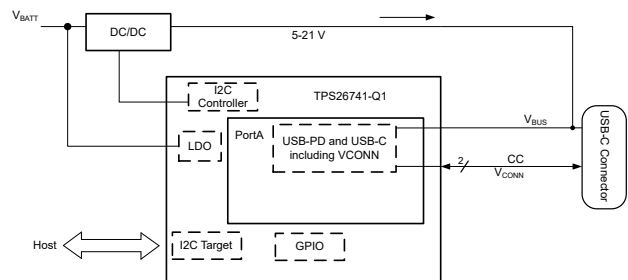 VBATT
DC/DC
5-21 V
I2C
Controller
TPS26741-Q1
LDO
PortA
USB-PD and USB-C
including VCONN
VBUS
2
CC
VCONN
USB-C Connector
Host
I2C Target
GPIO